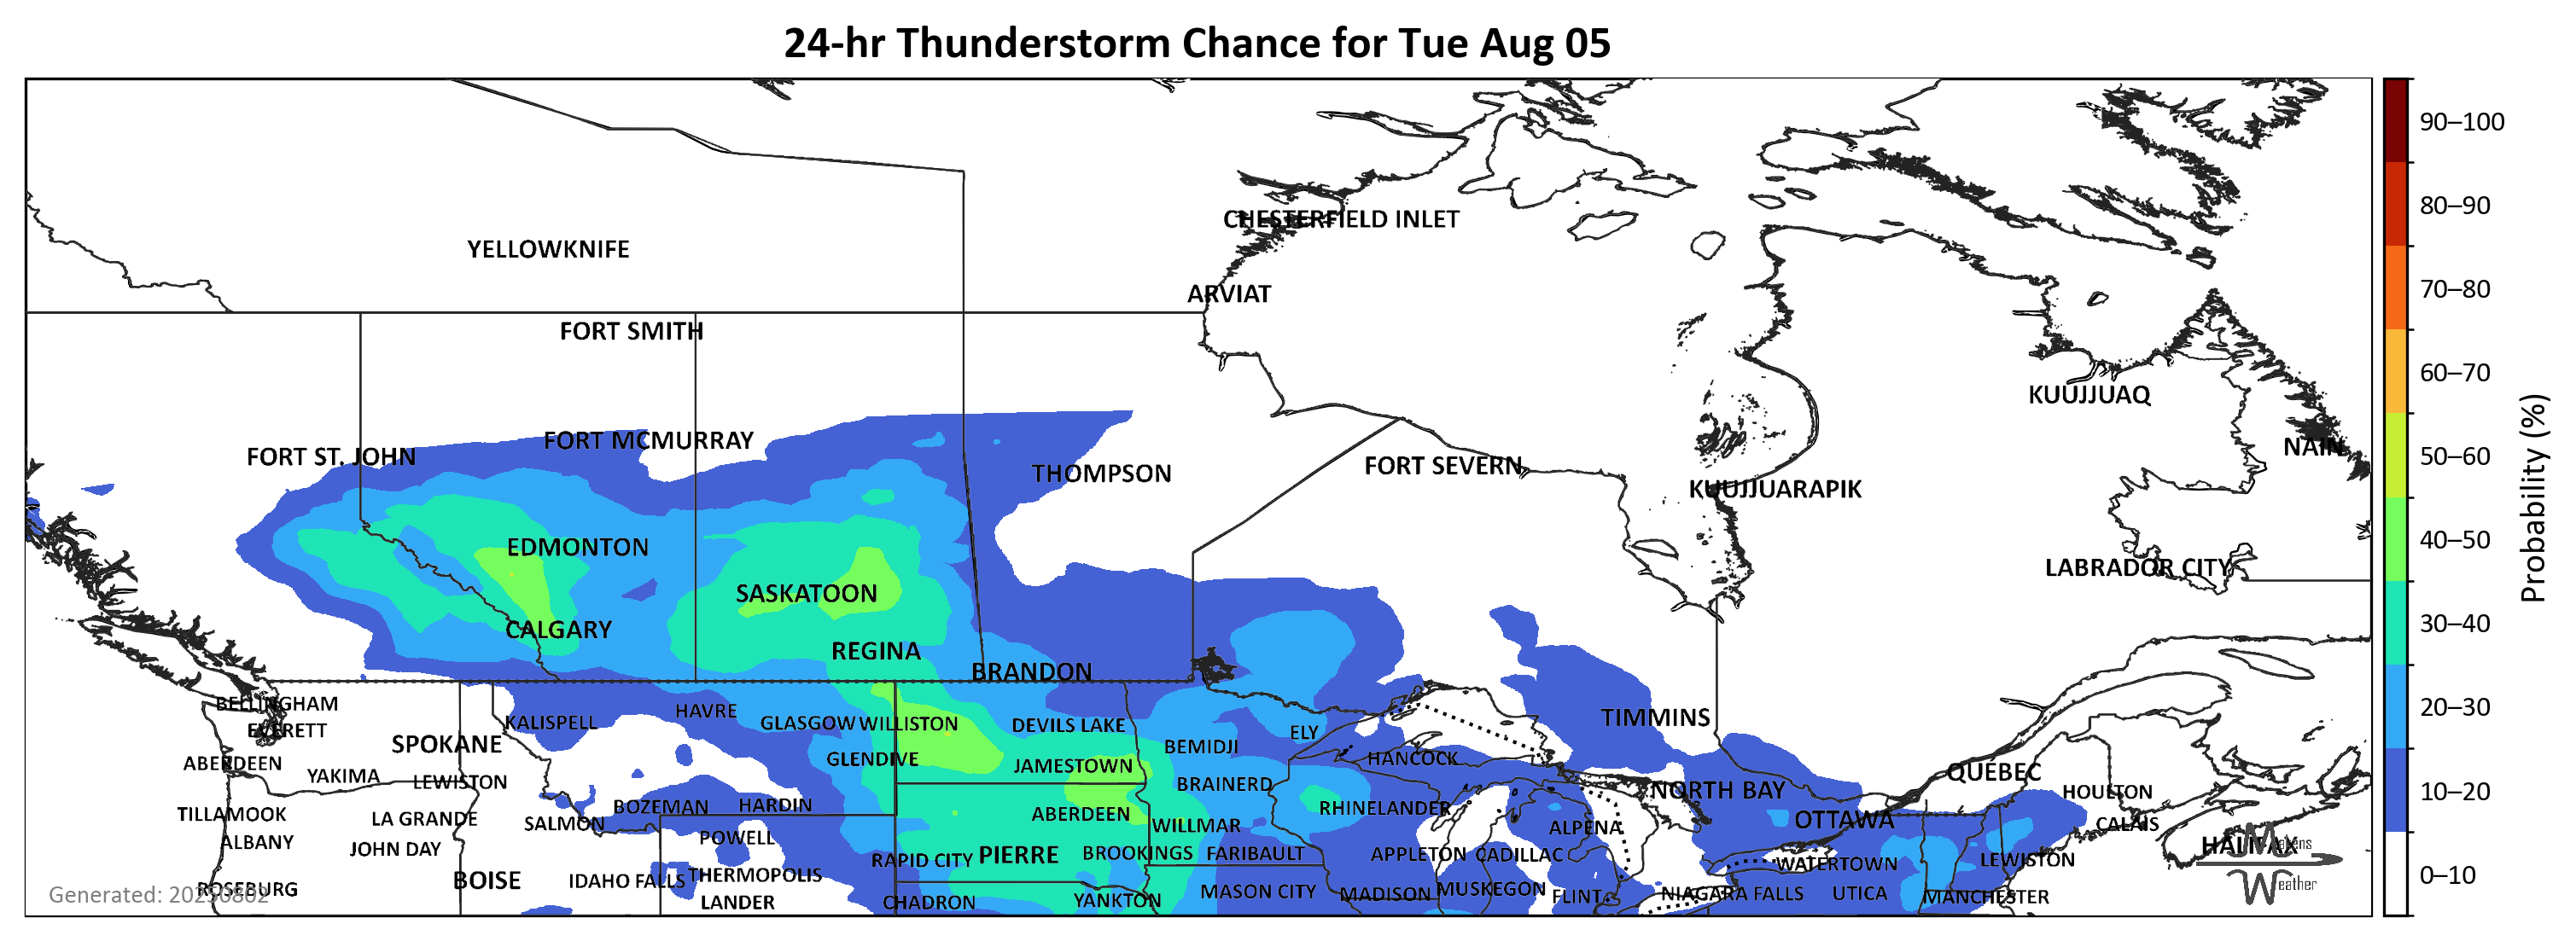 24-hr Thunderstorm Chance for Tue Aug 05
90–100
80–90
CHESTERFIELD INLET
YELLOWKNIFE
70–80
ARVIAT
FORT SMITH
60–70
KUUJJUAQ
Probability (%)
FORT MCMURRAY
NAIN
FORT ST. JOHN
50–60
FORT SEVERN
THOMPSON
KUUJJUARAPIK
EDMONTON
40–50
LABRADOR CITY
SASKATOON
CALGARY
30–40
REGINA
BRANDON
BELLINGHAM
20–30
KALISPELL HAVRE GLASGOW WILLISTON DEVILS LAKE TIMMINS
EVERETT ELY
SPOKANE BEMIDJI
ABERDEEN GLENDIVE JAMESTOWN HANCOCK QUÉBEC
YAKIMA LEWISTON BRAINERD NORTH BAY HOULTON
10–20
BOZEMAN HARDIN RHINELANDER
TILLAMOOK LA GRANDE SALMON ABERDEEN WILLMAR ALPENA OTTAWA CALAIS
ALBANY JOHN DAY POWELL HALIFAX
RAPID CITY PIERRE BROOKINGS FARIBAULT APPLETON CADILLAC WATERTOWN LEWISTON
BOISE IDAHO FALLS THERMOPOLIS
0–10
ROSEBURG MASON CITY MADISON MUSKEGON FLINT NIAGARA FALLS UTICA MANCHESTER
LANDER CHADRON YANKTON
Generated: 20250802
Weather